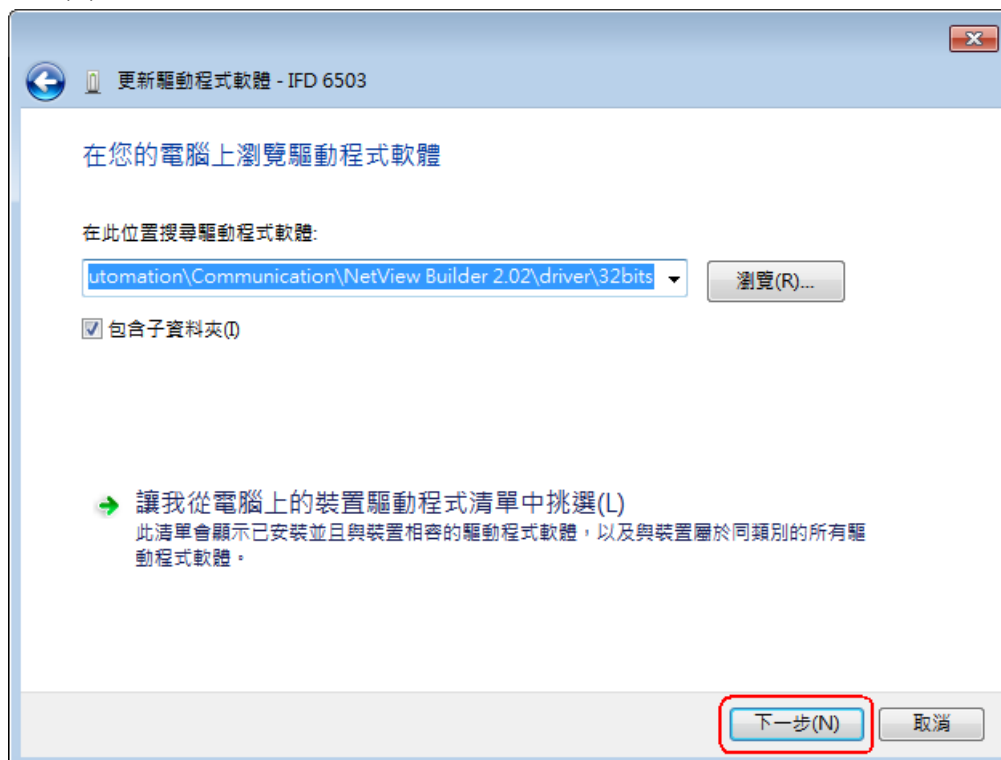 更新驅動程式軟體 - IFD 6503
在您的電腦上瀏覽驅動程式軟體
在此位置搜尋驅動程式軟體:
utomation\Communication\NetView Builder 2.02\driver\32bits
瀏覽(R)...
包含子資料夾(I)
讓我從電腦上的裝置驅動程式清單中挑選(L)
此清單會顯示已安裝並且與裝置相容的驅動程式軟體，以及與裝置屬於同類別的所有驅
動程式軟體。
下一步(N)
取消